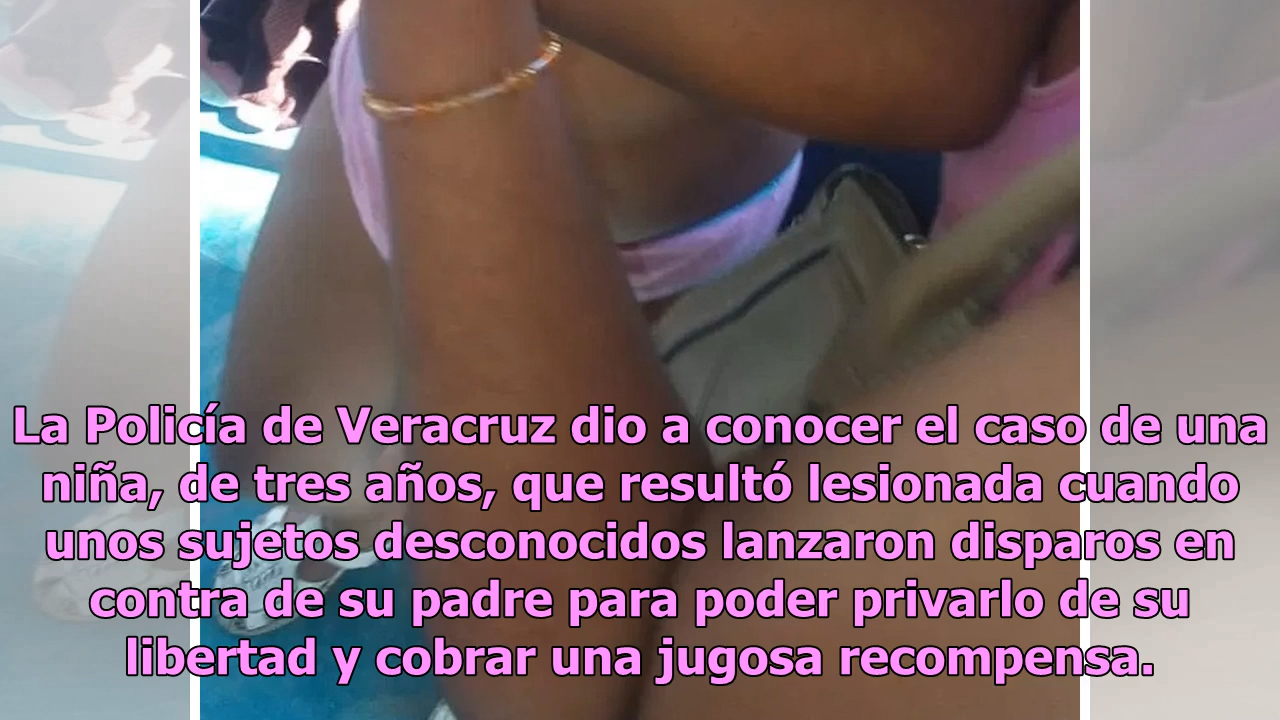 La Policía de Veracruz dio a conocer el caso de una
niña, de tres años, que resultó lesionada cuando
unos sujetos desconocidos lanzaron disparos en
contra de su padre para poder privarlo de su
libertad y cobrar una jugosa recompensa.